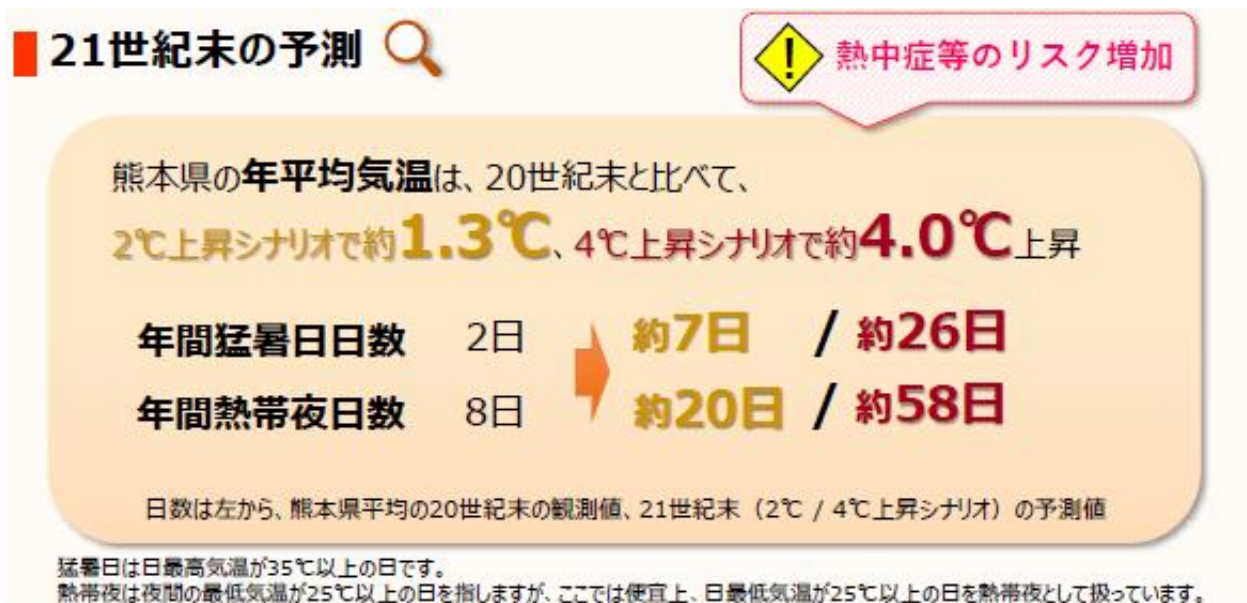 21世紀末の予測
熱中症等のリスク増加
熊本県の年平均気温は、20世紀末と比べて、
2℃上昇シナリオで約1.3℃、4℃上昇シナリオで約4.0℃上昇
年間猛暑日日数 2日 約7日 / 約26日
年間熱帯夜日数 8日 約20日 / 約58日
日数は左から、熊本県平均の20世紀末の観測値、21世紀末（2℃ / 4℃上昇シナリオ）の予測値
猛暑日は日最高気温が35℃以上の日です。
熱帯夜は夜間の最低気温が25℃以上の日を指しますが、ここでは便宜上、日最低気温が25℃以上の日を熱帯夜として扱っています。